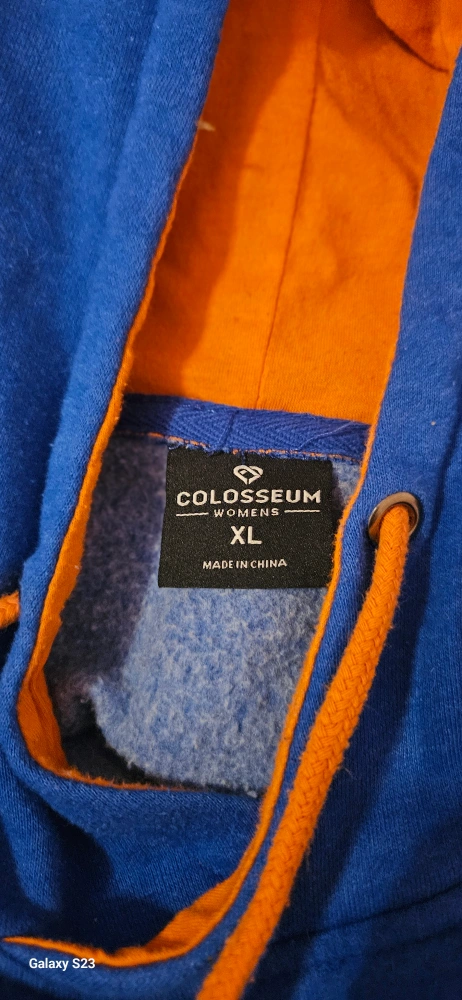 COLOSSEUM
WOMENS
XL
MADE IN CHINA
Galaxy S23